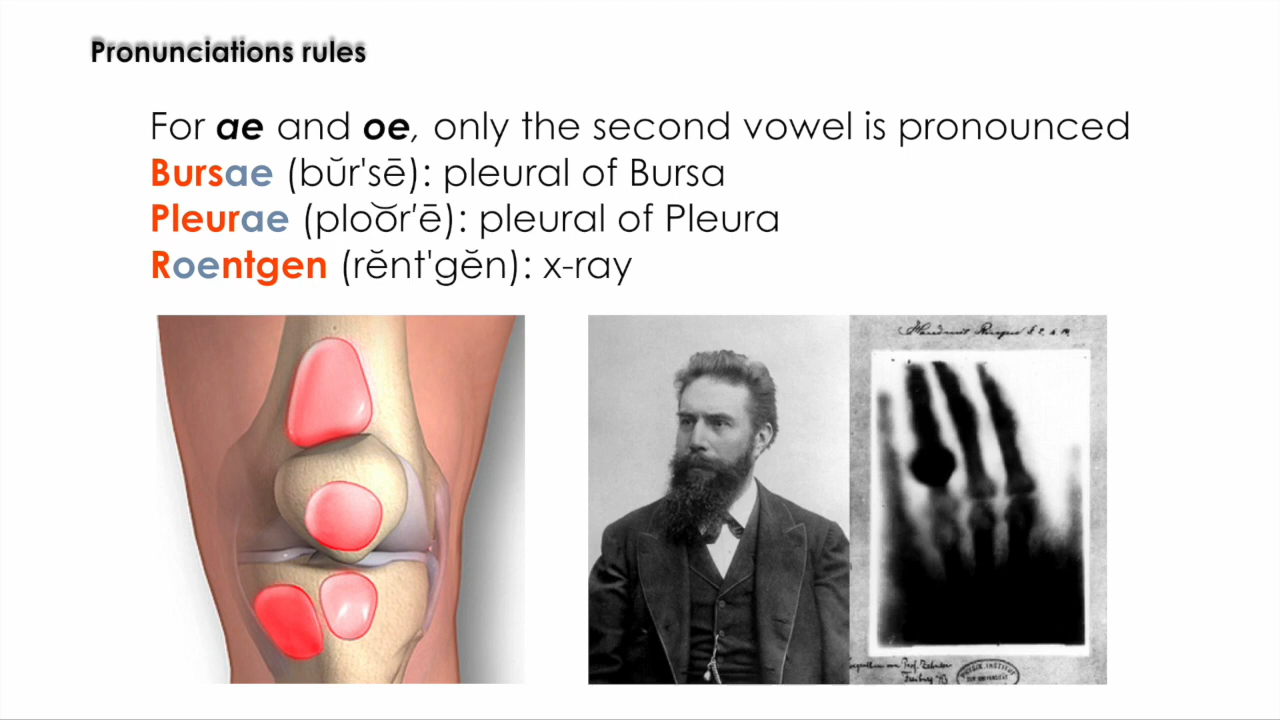 Pronunciations rules
For ae and oe, only the second vowel is pronounced
Bursae (bŭr'sē): pleural of Bursa
Pleurae (plo͝or'ē): pleural of Pleura
Roentgen (rĕnt'gĕn): x-ray